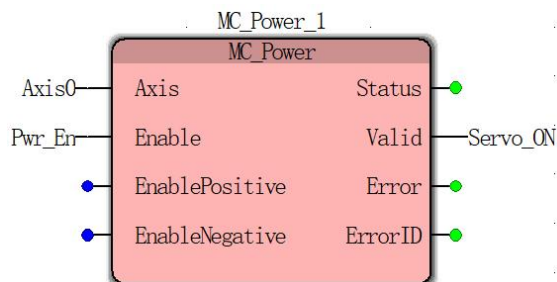 MC_Power_1
MC_Power
Axis0 Axis Status
Pwr_En Enable Valid Servo_ON
EnablePositive Error
EnableNegative ErrorID